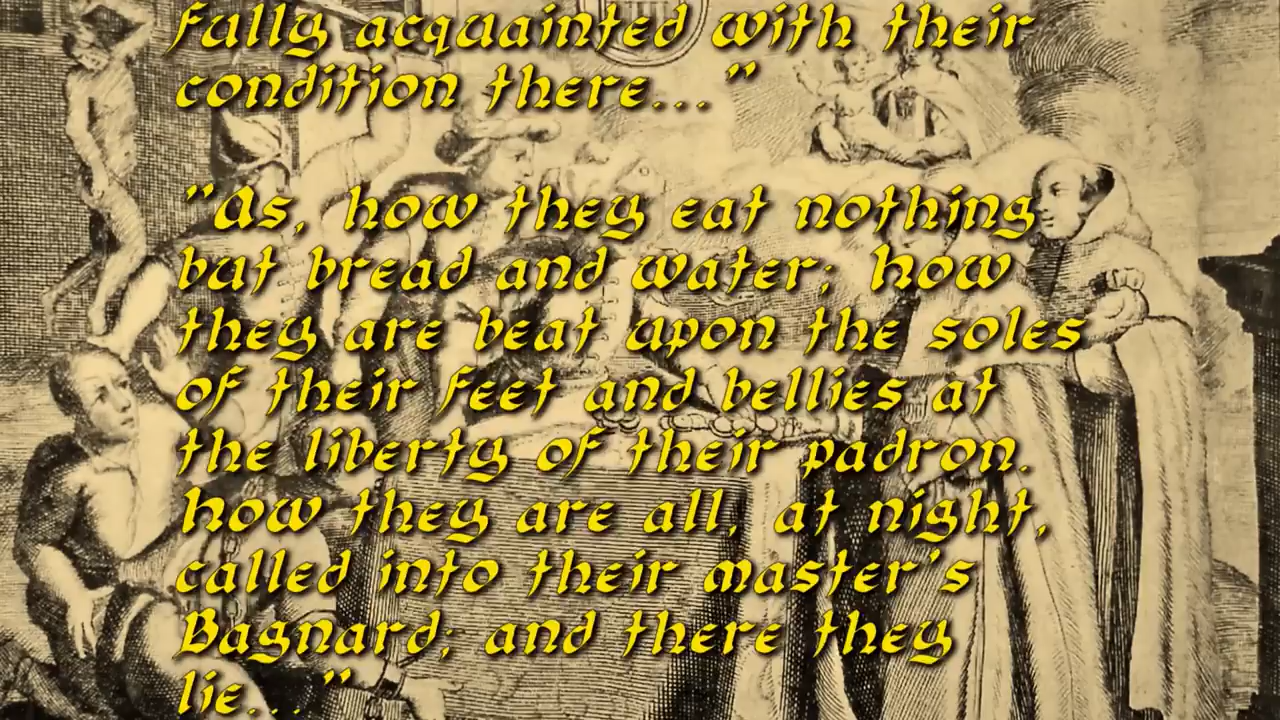 fully acquainted with their
condition there..."
"As, how they eat nothing
but bread and water; how
they are beat upon the soles
of their feet and bellies at
the liberty of their padron.
how they are all, at night,
called into their master's
Bagnard; and there they
lie..."